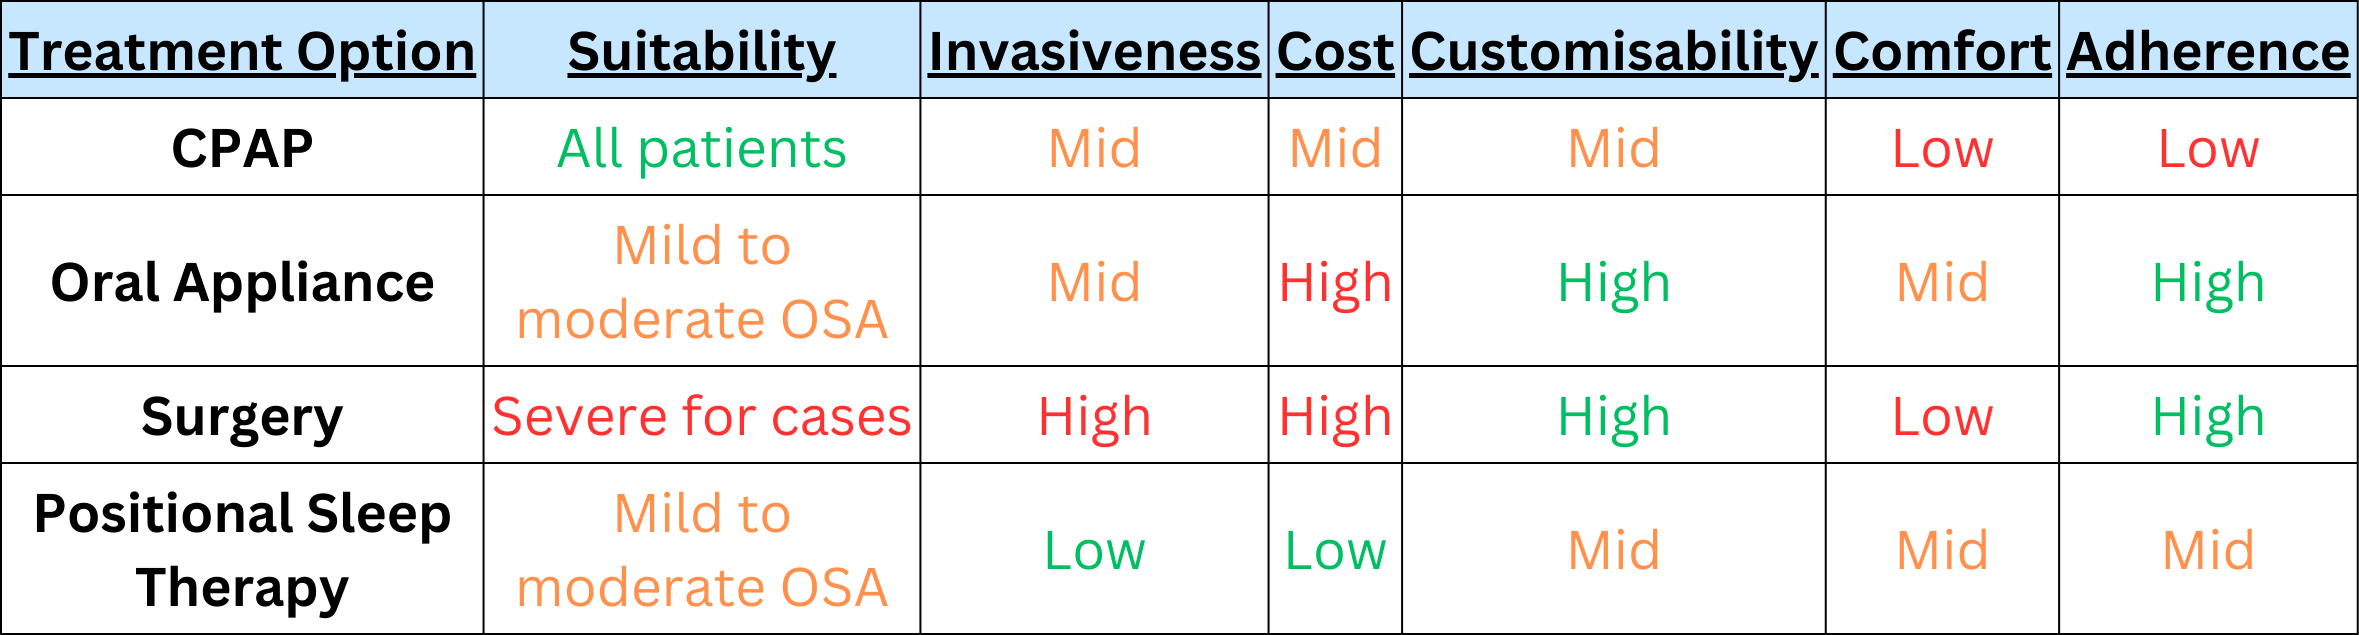 Treatment Option Suitability Invasiveness Cost Customisability Comfort Adherence
CPAP All patients Mid Mid Mid Low Low
Oral Appliance Mild to
moderate OSA Mid High High Mid High
Surgery Severe for cases High High High Low High
Positional Sleep
Therapy Mild to
moderate OSA Low Low Mid Mid Mid